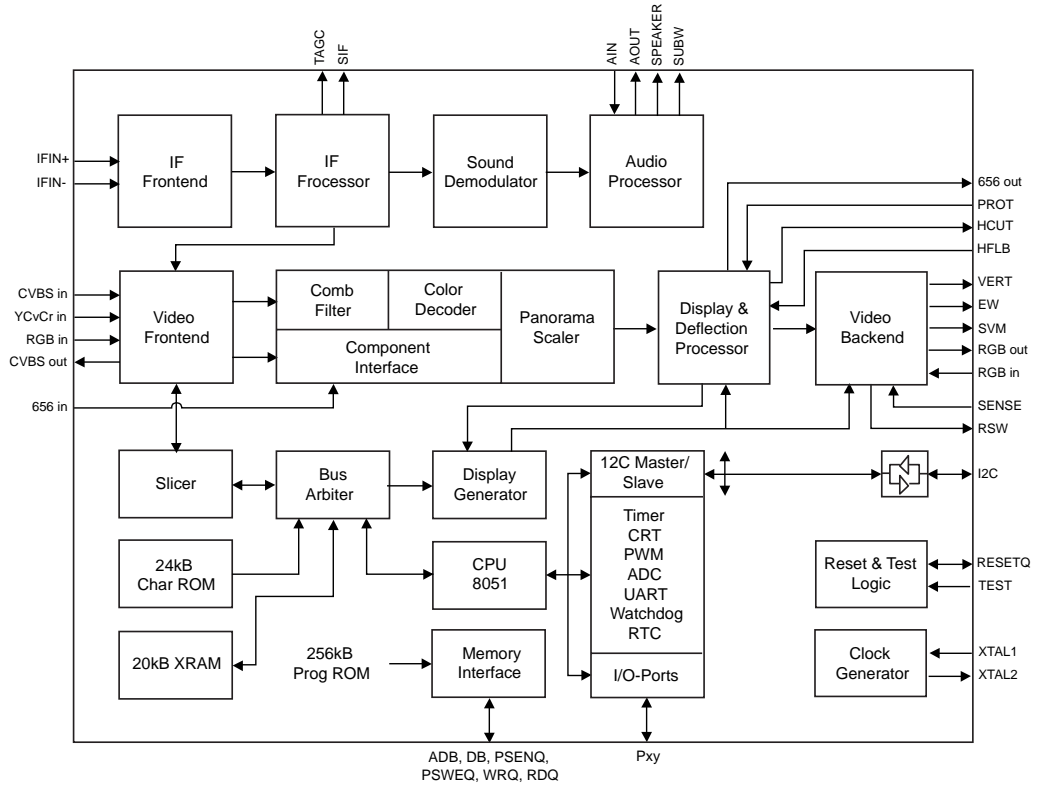 TAGC
SIF
AIN
AOUT
SPEAKER
SUBW
IFIN+
IFIN-
IF
Frontend
IF
Frocessor
Sound
Demodulator
Audio
Processor
656 out
PROT
HCUT
HFLB
CVBS in
YCvCr in
RGB in
CVBS out
656 in
Video
Frontend
Comb
Filter
Color
Decoder
Component
Interface
Panorama
Scaler
Display &
Deflection
Processor
Video
Backend
VERT
EW
SVM
RGB out
RGB in
SENSE
RSW
Slicer
Bus
Arbiter
Display
Generator
12C Master/
Slave
I2C
24kB
Char ROM
CPU
8051
Timer
CRT
PWM
ADC
UART
Watchdog
RTC
Reset & Test
Logic
RESETQ
TEST
20kB XRAM
256kB
Prog ROM
Memory
Interface
I/O-Ports
Clock
Generator
XTAL1
XTAL2
ADB, DB, PSENQ,
PSWEQ, WRQ, RDQ
Pxy